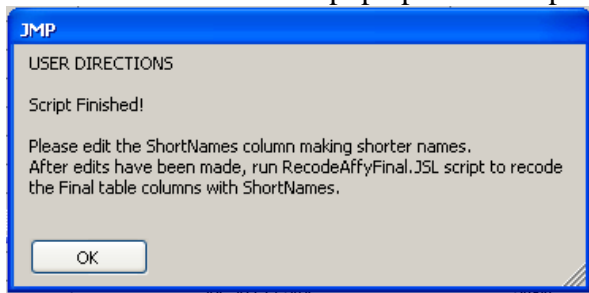 JMP
USER DIRECTIONS
Script Finished!
Please edit the ShortNames column making shorter names.
After edits have been made, run RecodeAffyFinal.JSL script to recode
the Final table columns with ShortNames.
OK